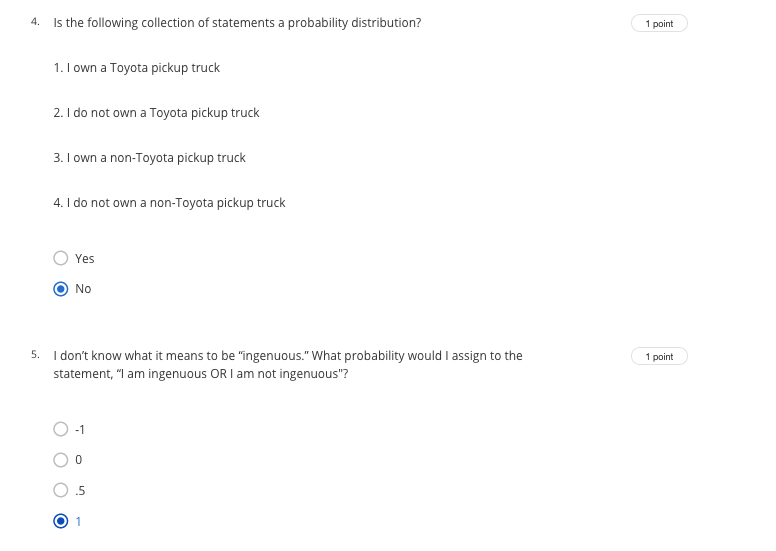 4. Is the following collection of statements a probability distribution?
1 point
1. I own a Toyota pickup truck
2. I do not own a Toyota pickup truck
3. I own a non-Toyota pickup truck
4. I do not own a non-Toyota pickup truck
Yes
No
5. I don’t know what it means to be “ingenuous.” What probability would I assign to the
1 point
statement, “I am ingenuous OR I am not ingenuous"?
-1
0
.5
1